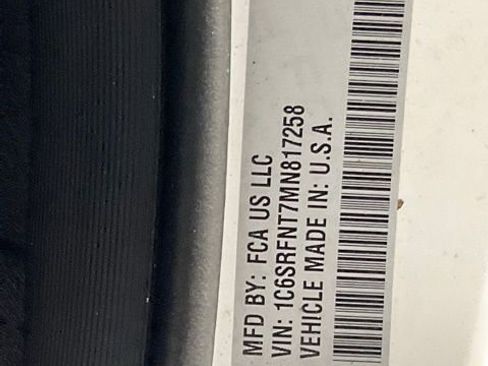 MFD BY: FCA US LLC
VIN: 1C6SRFNT7MN817258
VEHICLE MADE IN: U.S.A.